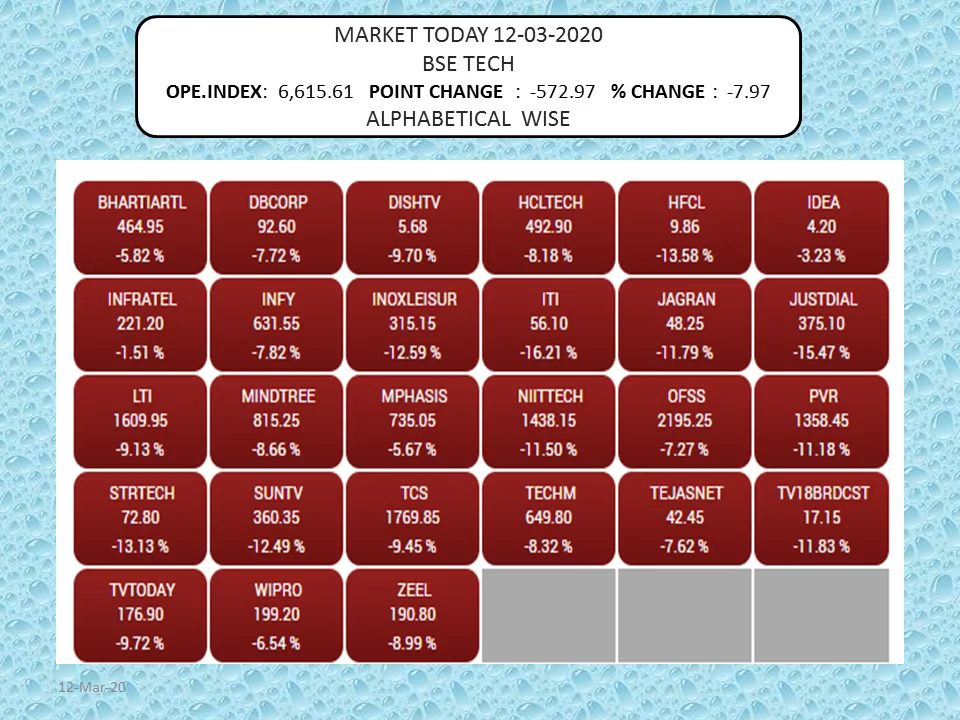 MARKET TODAY 12-03-2020
BSE TECH
OPE.INDEX: 6,615.61 POINT CHANGE : -572.97 % CHANGE : -7.97
ALPHABETICAL WISE
BHARTIARTL DBCORP DISHTV HCLTECH HFCL IDEA
464.95 92.60 5.68 492.90 9.86 4.20
-5.82 % -7.72 % -9.70 % -8.18 % -13.58 % -3.23 %
INFRATEL INFY INOXLEISUR ITI JAGRAN JUSTDIAL
221.20 631.55 315.15 56.10 48.25 375.10
-1.51 % -7.82 % -12.59 % -16.21 % -11.79 % -15.47 %
LTI MINDTREE MPHASIS NIITTECH OFSS PVR
1609.95 815.25 735.05 1438.15 2195.25 1358.45
-9.13 % -8.66 % -5.67 % -11.50 % -7.27 % -11.18 %
STRTECH SUNTV TCS TECHM TEJASNET TV18BRDCST
72.80 360.35 1769.85 649.80 42.45 17.15
-13.13 % -12.49 % -9.45 % -8.32 % -7.62 % -11.83 %
TVTODAY WIPRO ZEEL
176.90 199.20 190.80
-9.72 % -6.54 % -8.99 %
12-Mar-20